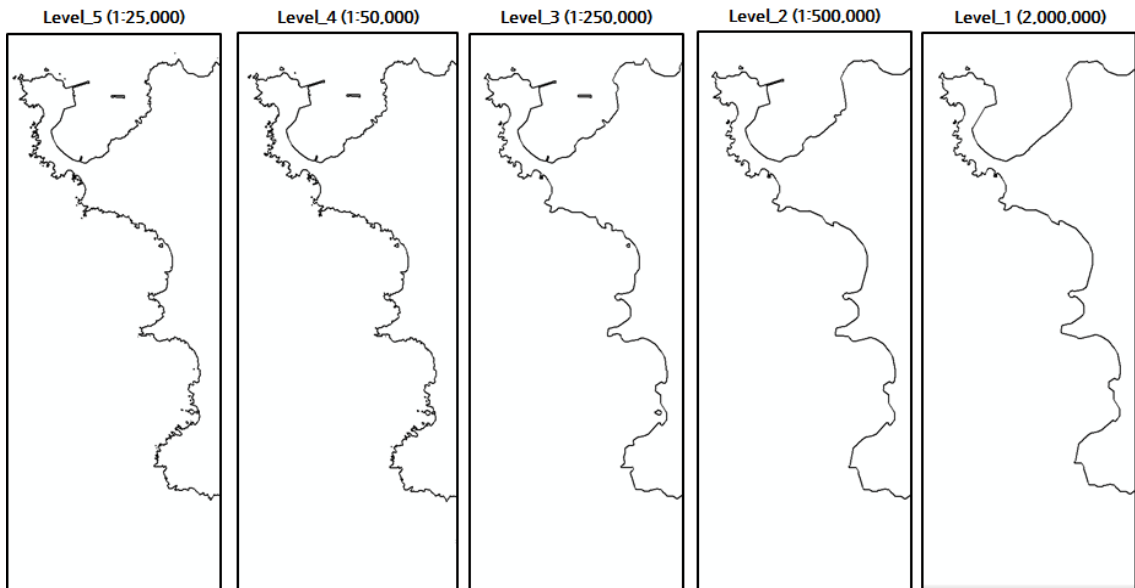 Level_5 (1:25,000)
Level_4 (1:50,000)
Level_3 (1:250,000)
Level_2 (1:500,000)
Level_1 (2,000,000)